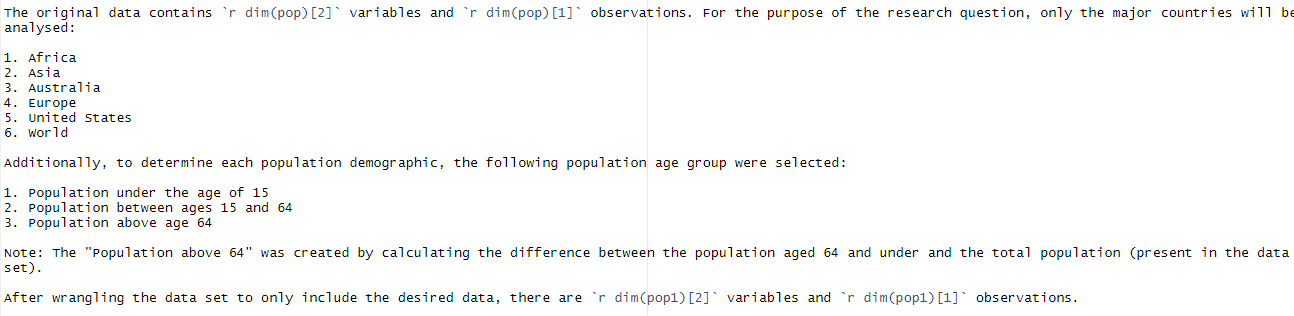 The original data contains `r dim(pop)[2]` variables and `r dim(pop)[1]` observations. For the purpose of the research question, only the major countries will be
analysed:
1. Africa
2. Asia
3. Australia
4. Europe
5. United States
6. World
Additionally, to determine each population demographic, the following population age group were selected:
1. Population under the age of 15
2. Population between ages 15 and 64
3. Population above age 64
Note: The "Population above 64" was created by calculating the difference between the population aged 64 and under and the total population (present in the data
set).
After wrangling the data set to only include the desired data, there are `r dim(pop1)[2]` variables and `r dim(pop1)[1]` observations.